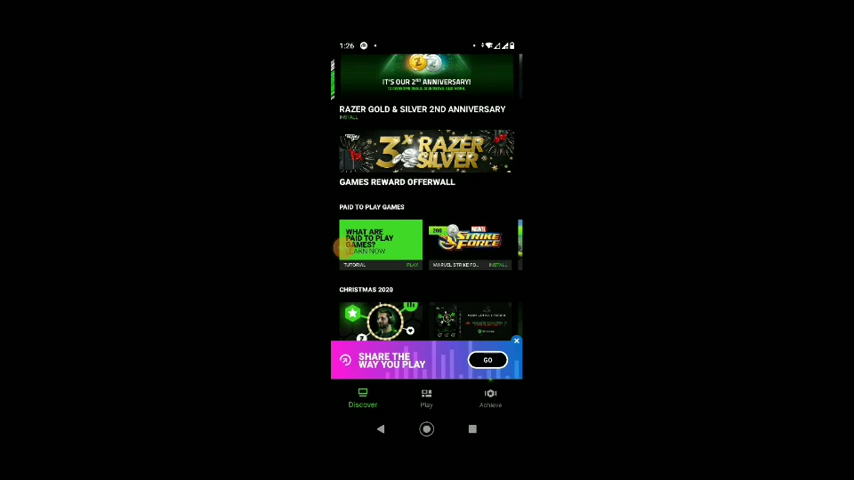 1:26
IT'S OUR 2ND ANNIVERSARY!
RAZER GOLD & SILVER 2ND ANNIVERSARY
INSTALL
3X RAZER SILVER
GAMES REWARD OFFERWALL
PAID TO PLAY GAMES
WHAT ARE
PAID TO PLAY
GAMES?
LEARN NOW
TUTORIAL
PLAY
200
MARVEL
STRIKE
FORCE
MARVEL STRIKE FO...
INSTALL
CHRISTMAS 2020
SHARE THE
WAY YOU PLAY
GO
Discover
Play
Achieve